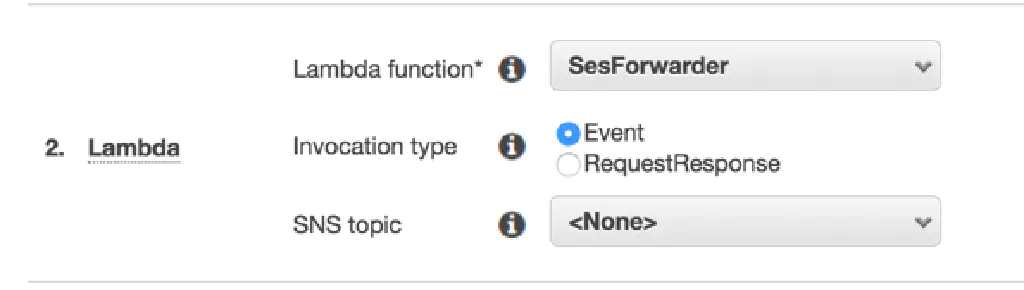 Lambda function* SesForwarder
2. Lambda Invocation type Event
RequestResponse
SNS topic <None>